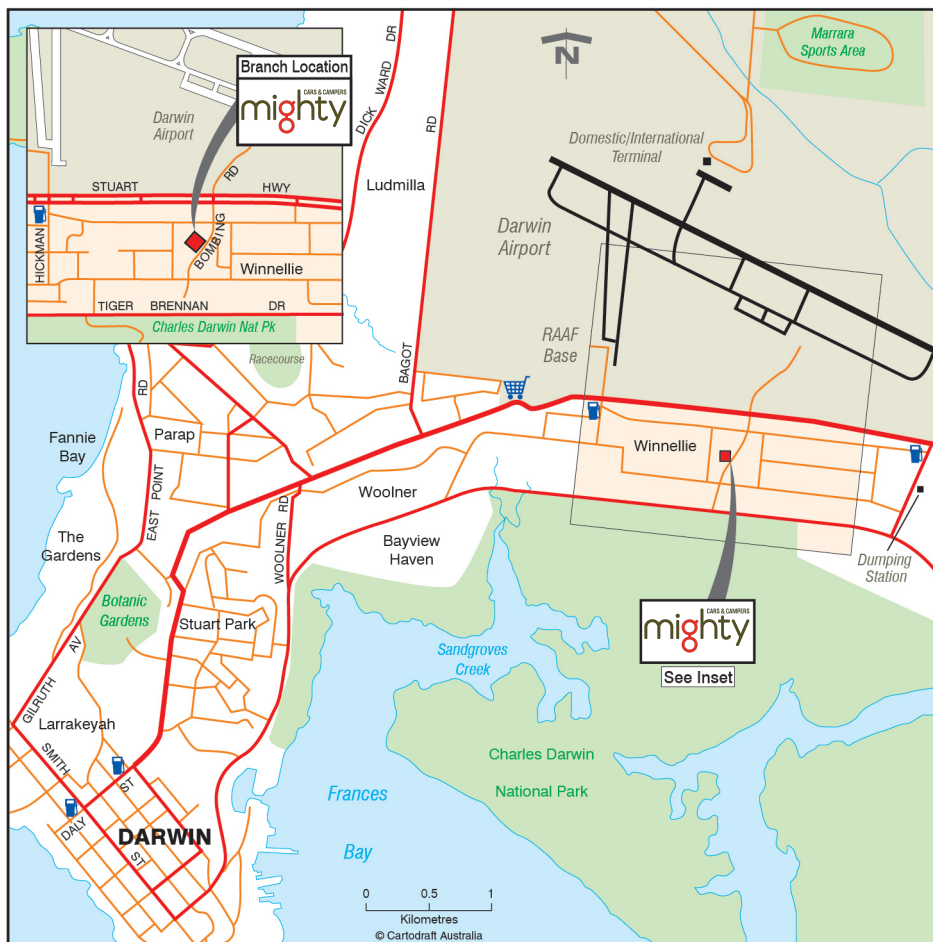 Branch Location
CARS & CAMPERS
mighty
Darwin
Airport
RD
STUART
HWY
HICKMAN
BOMBING
Winnellie
TIGER
BRENNAN
DR
Charles Darwin Nat Pk
DICK
WARD
DR
RD
BAGOT
Ludmilla
N
Marrara
Sports Area
Domestic/International
Terminal
Darwin
Airport
RAAF
Base
Racecourse
RD
EAST POINT
Parap
Fannie
Bay
Winnellie
Woolner
WOOLNER RD
Bayview
Haven
The
Gardens
Botanic
Gardens
Stuart Park
Dumping
Station
CARS & CAMPERS
mighty
See Inset
Sandgroves
Creek
GILRUTH
AV
Larrakeyah
SMITH
ST
DALY
ST
DARWIN
Charles Darwin
National Park
Frances
Bay
0 0.5 1
Kilometres
© Cartodraft Australia